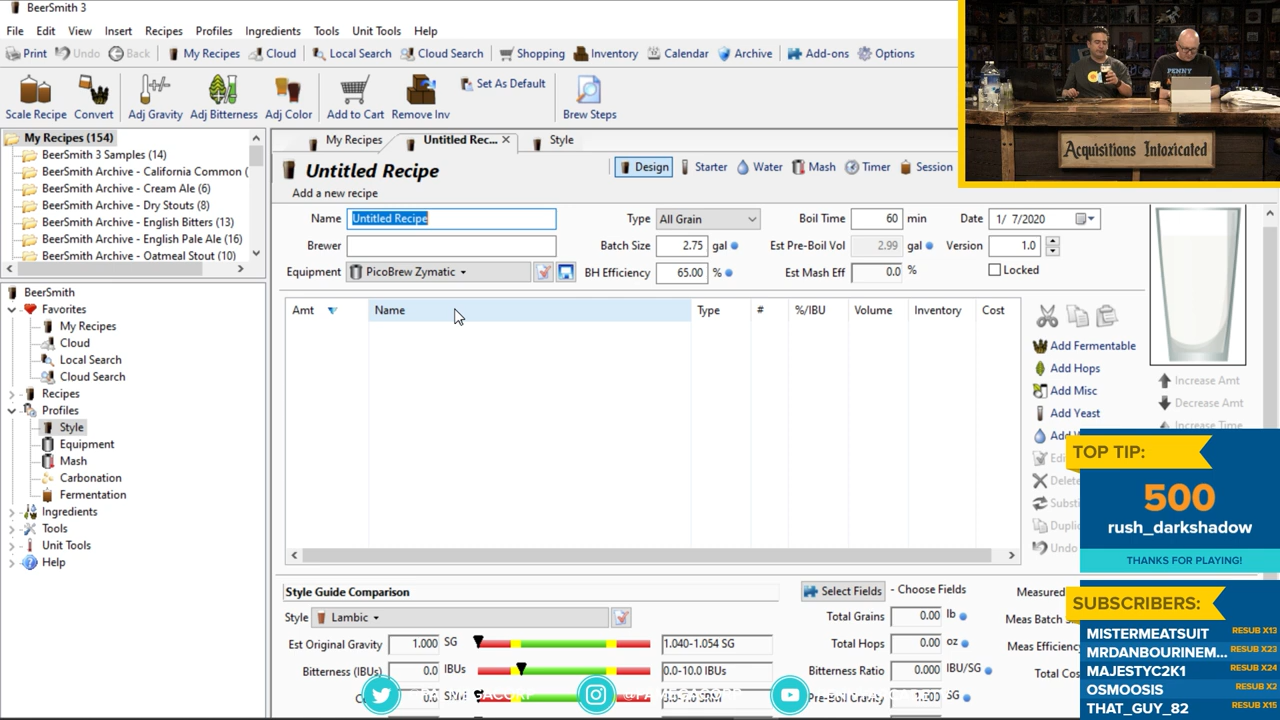 BeerSmith 3
File Edit View Insert Recipes Profiles Ingredients Tools Unit Tools Help
Print Undo Back My Recipes Cloud Local Search Cloud Search Shopping Inventory Calendar Archive Add-ons Options
Scale Recipe Convert Adj Gravity Adj Bitterness Adj Color Add to Cart Remove Inv Set As Default Brew Steps
PENNY
Acquisitions Intoxicated
My Recipes (154)
BeerSmith 3 Samples (14)
BeerSmith Archive - California Common (
BeerSmith Archive - Cream Ale (6)
BeerSmith Archive - Dry Stouts (8)
BeerSmith Archive - English Bitters (13)
BeerSmith Archive - English Pale Ale (16)
BeerSmith Archive - Oatmeal Stout (10)
BeerSmith
Favorites
My Recipes
Cloud
Local Search
Cloud Search
Recipes
Profiles
Style
Equipment
Mash
Carbonation
Fermentation
Ingredients
Tools
Unit Tools
Help
My Recipes Untitled Rec... Style
Untitled Recipe Design Starter Water Mash Timer Session
Add a new recipe
Name Untitled Recipe Type All Grain Boil Time 60 min Date 1/ 7/2020
Brewer Batch Size 2.75 gal Est Pre-Boil Vol 2.99 gal Version 1.0
Equipment PicoBrew Zymatic BH Efficiency 65.00 % Est Mash Eff 0.0 % Locked
Amt Name Type # %/IBU Volume Inventory Cost
Add Fermentable
Add Hops
Add Misc
Add Yeast
Increase Amt
Decrease Amt
Increase Time
Style Guide Comparison Select Fields - Choose Fields Measured
Style Lambic Total Grains 0.00 lb
Est Original Gravity 1.000 SG 1.040-1.054 SG Total Hops 0.00 oz Meas Efficiency
Bitterness (IBUs) 0.0 IBUs 0.0-10.0 IBUs Bitterness Ratio 0.000 IBU/SG Total Cos
TOP TIP:
500
rush_darkshadow
THANKS FOR PLAYING!
SUBSCRIBERS:
MISTERMEATSUIT RESUB X13
MRDANBOURINEM... RESUB X23
MAJESTYC2K1 RESUB X24
OSMOOSIS RESUB X2
THAT_GUY_82 RESUB X15